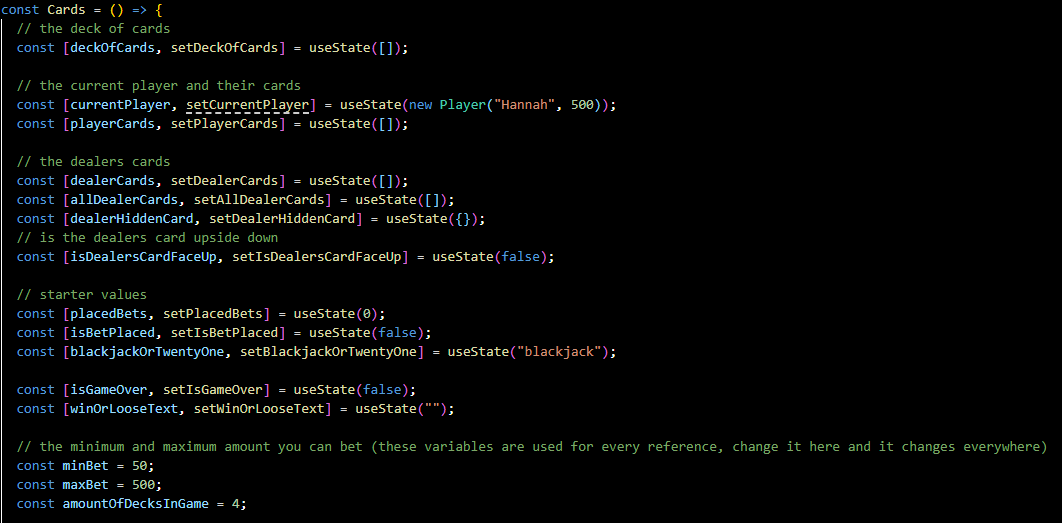 const Cards = () => {
// the deck of cards
const [deckOfCards, setDeckOfCards] = useState([]);
// the current player and their cards
const [currentPlayer, setCurrentPlayer] = useState(new Player("Hannah", 500));
const [playerCards, setPlayerCards] = useState([]);
// the dealers cards
const [dealerCards, setDealerCards] = useState([]);
const [allDealerCards, setAllDealerCards] = useState([]);
const [dealerHiddenCard, setDealerHiddenCard] = useState({});
// is the dealers card upside down
const [isDealersCardFaceUp, setIsDealersCardFaceUp] = useState(false);
// starter values
const [placedBets, setPlacedBets] = useState(0);
const [isBetPlaced, setIsBetPlaced] = useState(false);
const [blackjackOrTwentyOne, setBlackjackOrTwentyOne] = useState("blackjack");
const [isGameOver, setIsGameOver] = useState(false);
const [winOrLooseText, setWinOrLooseText] = useState("");
// the minimum and maximum amount you can bet (these variables are used for every reference, change it here and it changes everywhere)
const minBet = 50;
const maxBet = 500;
const amountOfDecksInGame = 4;